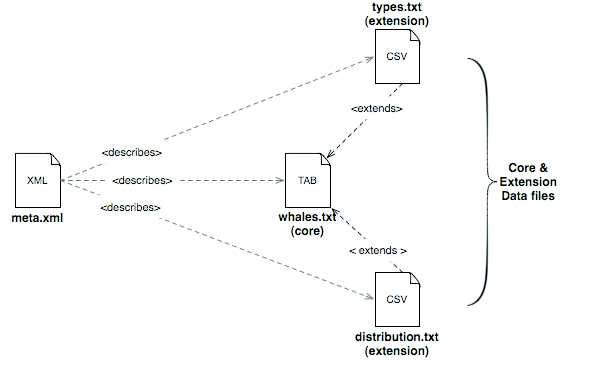 types.txt
(extension)
CSV
<extends>
<describes>
XML
<describes>
TAB
Core &
Extension
Data files
<describes>
meta.xml
whales.txt
(core)
< extends >
CSV
distribution.txt
(extension)